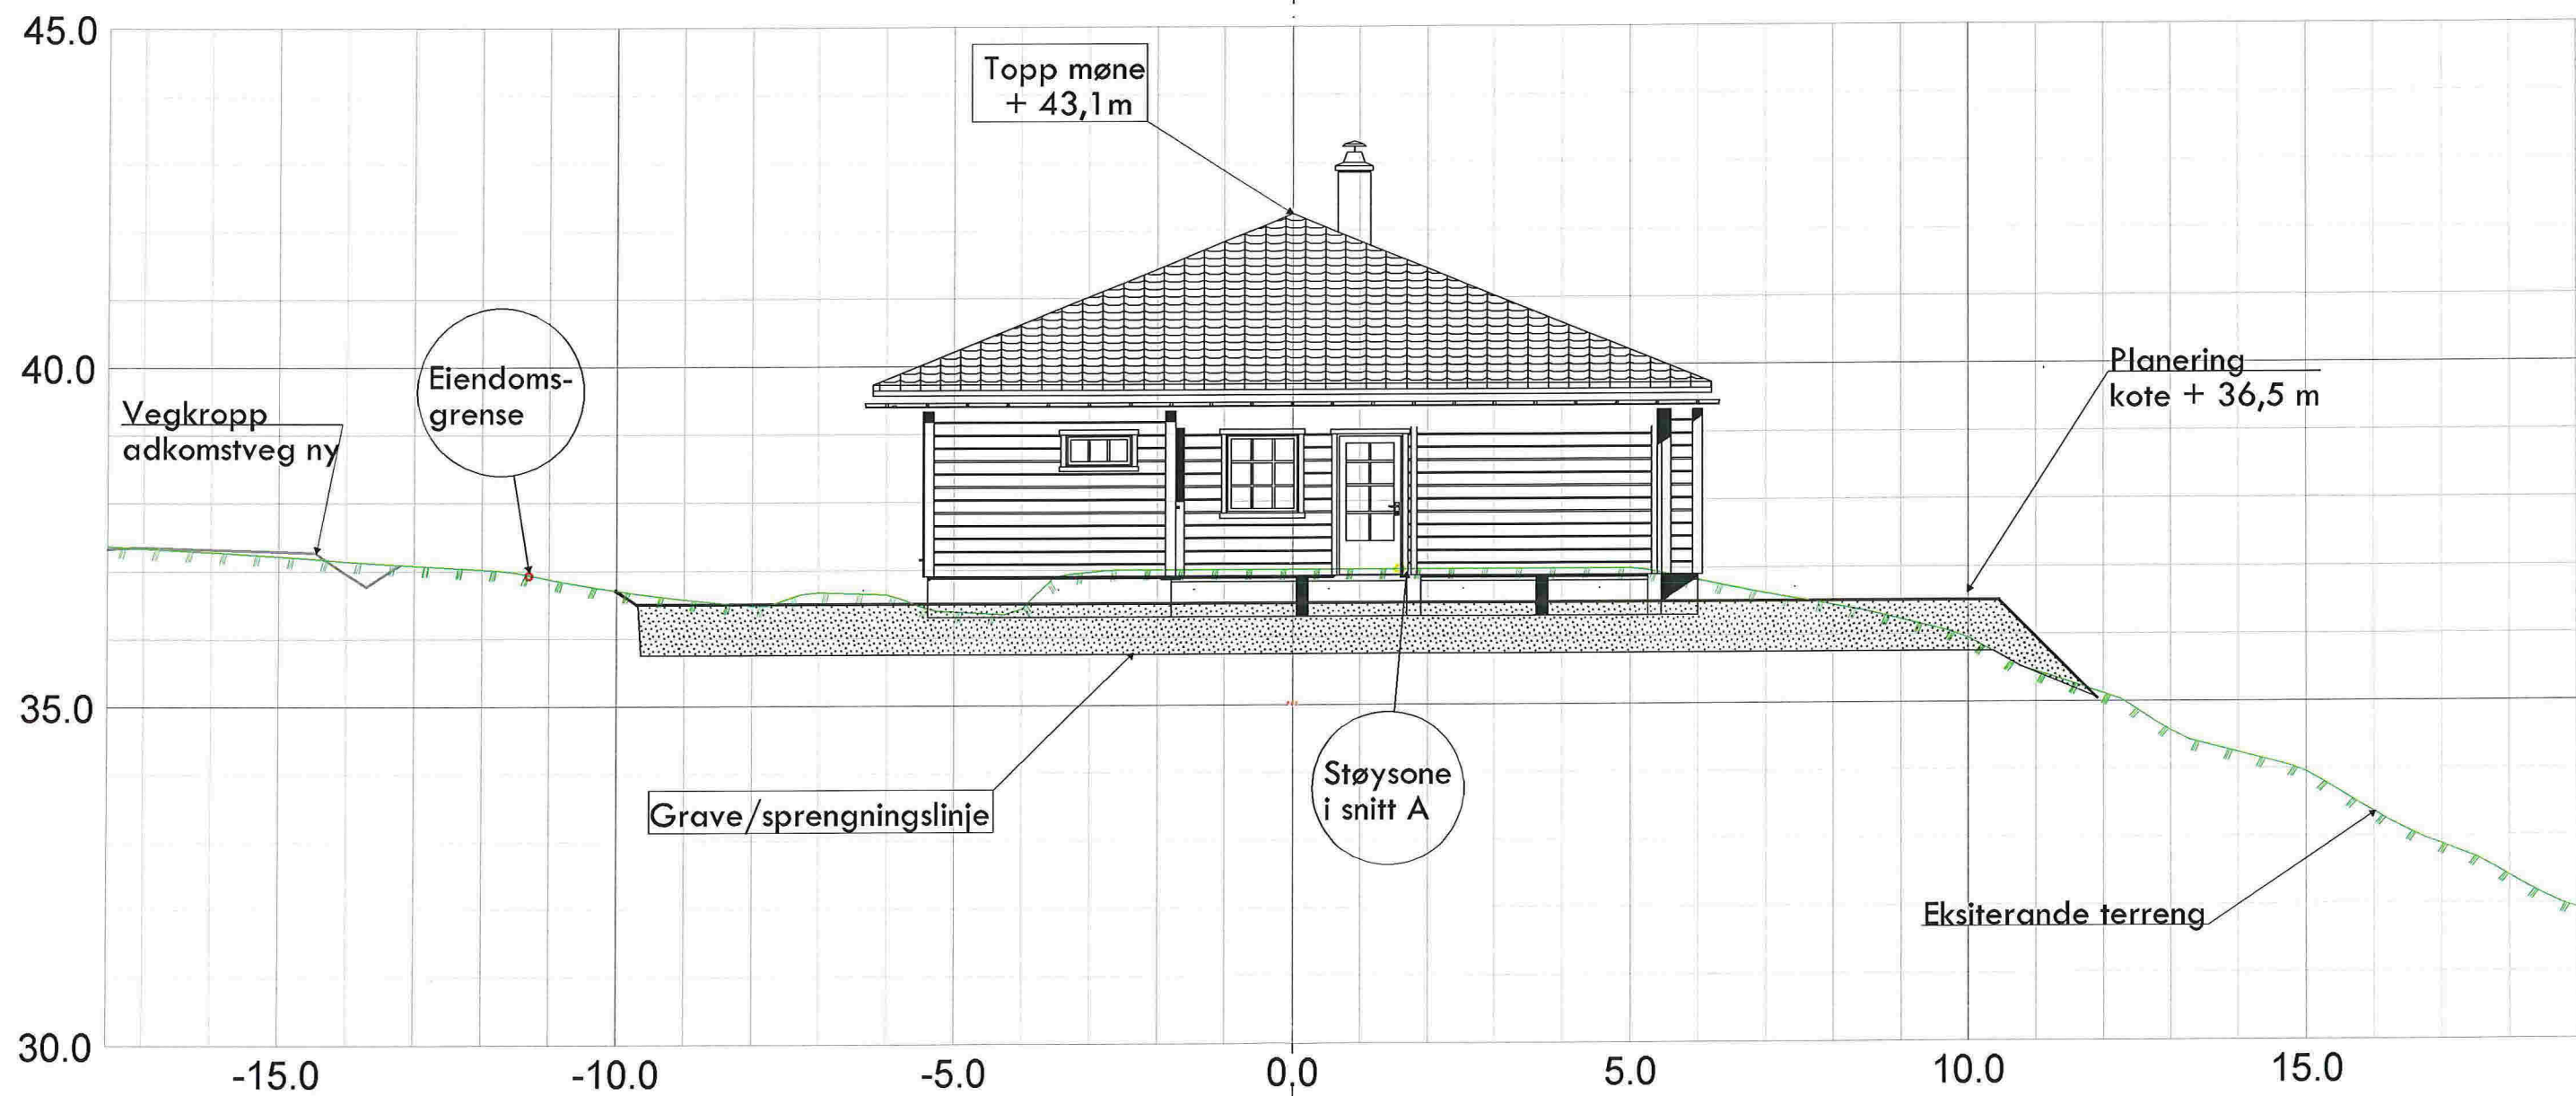 45.0
Topp møne
+ 43,1m
40.0
Eiendoms-
grense
Vegkropp
adkomstveg ny
Planering
kote + 36,5 m
35.0
Grave/sprengningslinje
Støysone
i snitt A
Eksiterande terreng
30.0
-15.0
-10.0
-5.0
0.0
5.0
10.0
15.0